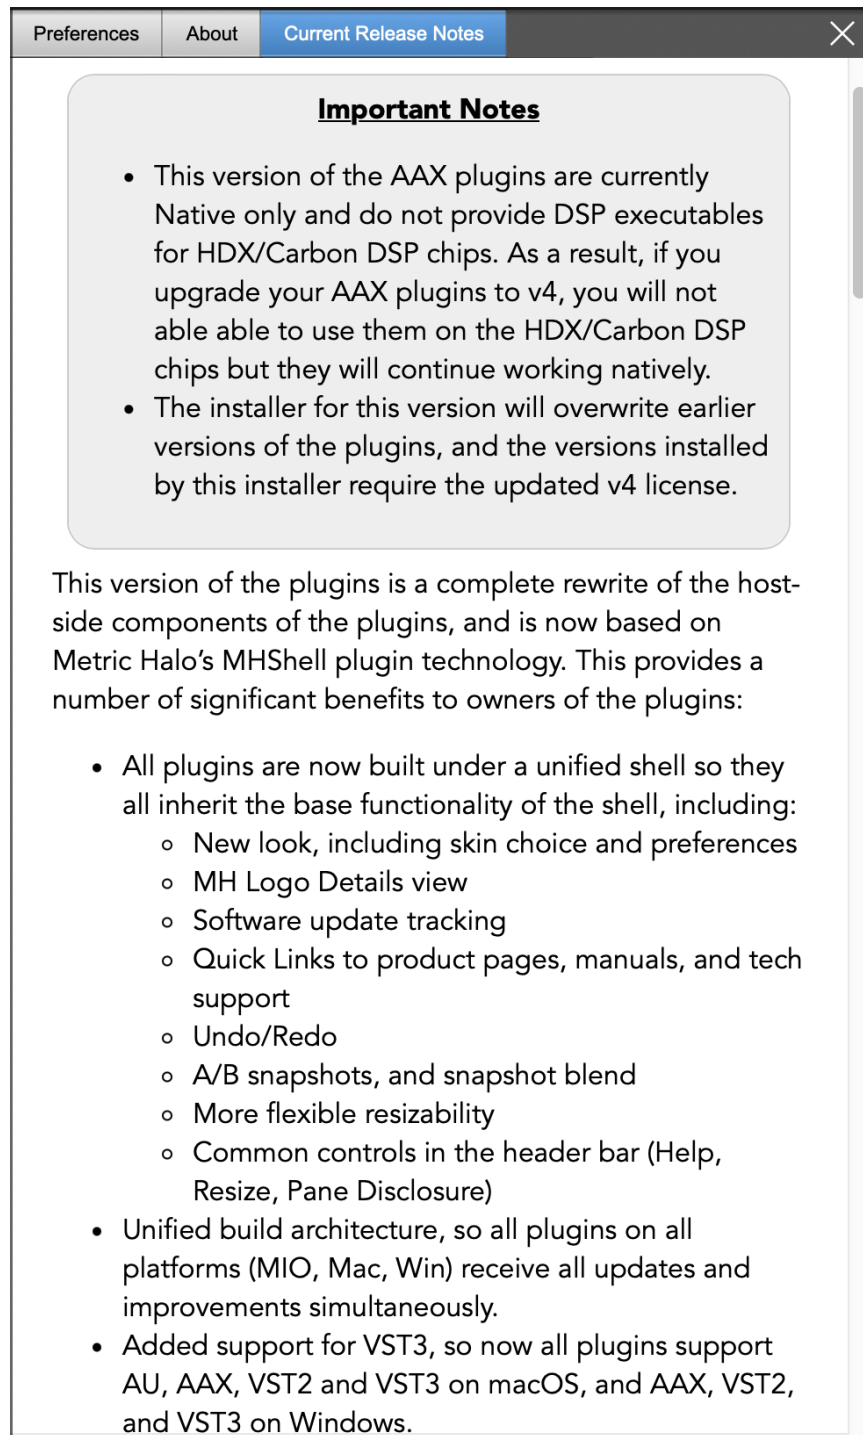 Preferences About Current Release Notes
Important Notes
• This version of the AAX plugins are currently
Native only and do not provide DSP executables
for HDX/Carbon DSP chips. As a result, if you
upgrade your AAX plugins to v4, you will not
able able to use them on the HDX/Carbon DSP
chips but they will continue working natively.
• The installer for this version will overwrite earlier
versions of the plugins, and the versions installed
by this installer require the updated v4 license.
This version of the plugins is a complete rewrite of the host-
side components of the plugins, and is now based on
Metric Halo’s MHShell plugin technology. This provides a
number of significant benefits to owners of the plugins:
• All plugins are now built under a unified shell so they
all inherit the base functionality of the shell, including:
◦ New look, including skin choice and preferences
◦ MH Logo Details view
◦ Software update tracking
◦ Quick Links to product pages, manuals, and tech
support
◦ Undo/Redo
◦ A/B snapshots, and snapshot blend
◦ More flexible resizability
◦ Common controls in the header bar (Help,
Resize, Pane Disclosure)
• Unified build architecture, so all plugins on all
platforms (MIO, Mac, Win) receive all updates and
improvements simultaneously.
• Added support for VST3, so now all plugins support
AU, AAX, VST2 and VST3 on macOS, and AAX, VST2,
and VST3 on Windows.